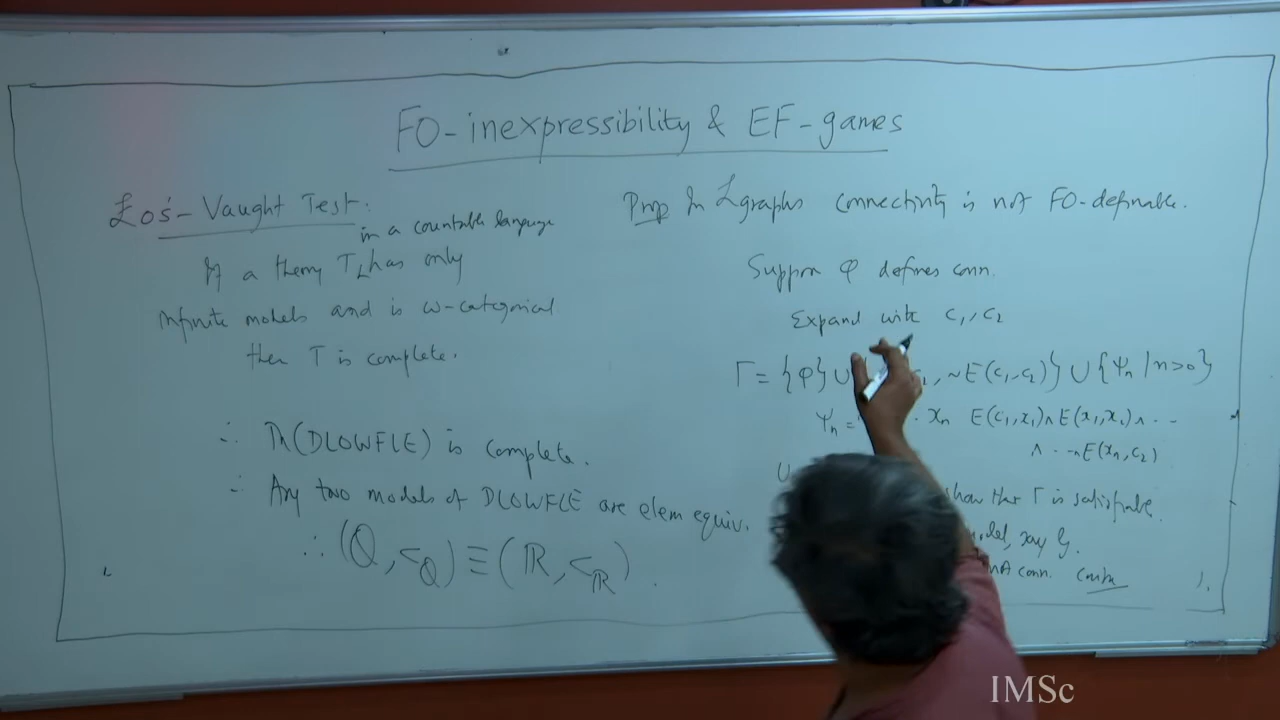 FO-inexpressibility & EF-games
Łoś-Vaught Test:
in a countable language
If a theory T_L has only
infinite models and is ω-categorical
then T is complete.
∴ Th(DLOWFLE) is complete.
∴ Any two models of DLOWFLE are elem equiv.
∴ (Q, <_Q) ≡ (R, <_R).
Prop In L graphs connectivity is not FO-definable.
Suppose φ defines conn.
Expand with c₁, c₂
Γ = {φ} ∪ , ~E(c₁,c₂)} ∪ {Ψₙ | n>0}
Ψₙ = xₙ E(c₁,x₁) ∧ E(x₁,x₂) ∧ ...
∧ ... E(xₙ,c₂)
show that Γ is satisfiable.
say G.
conn. Contra
IMSc